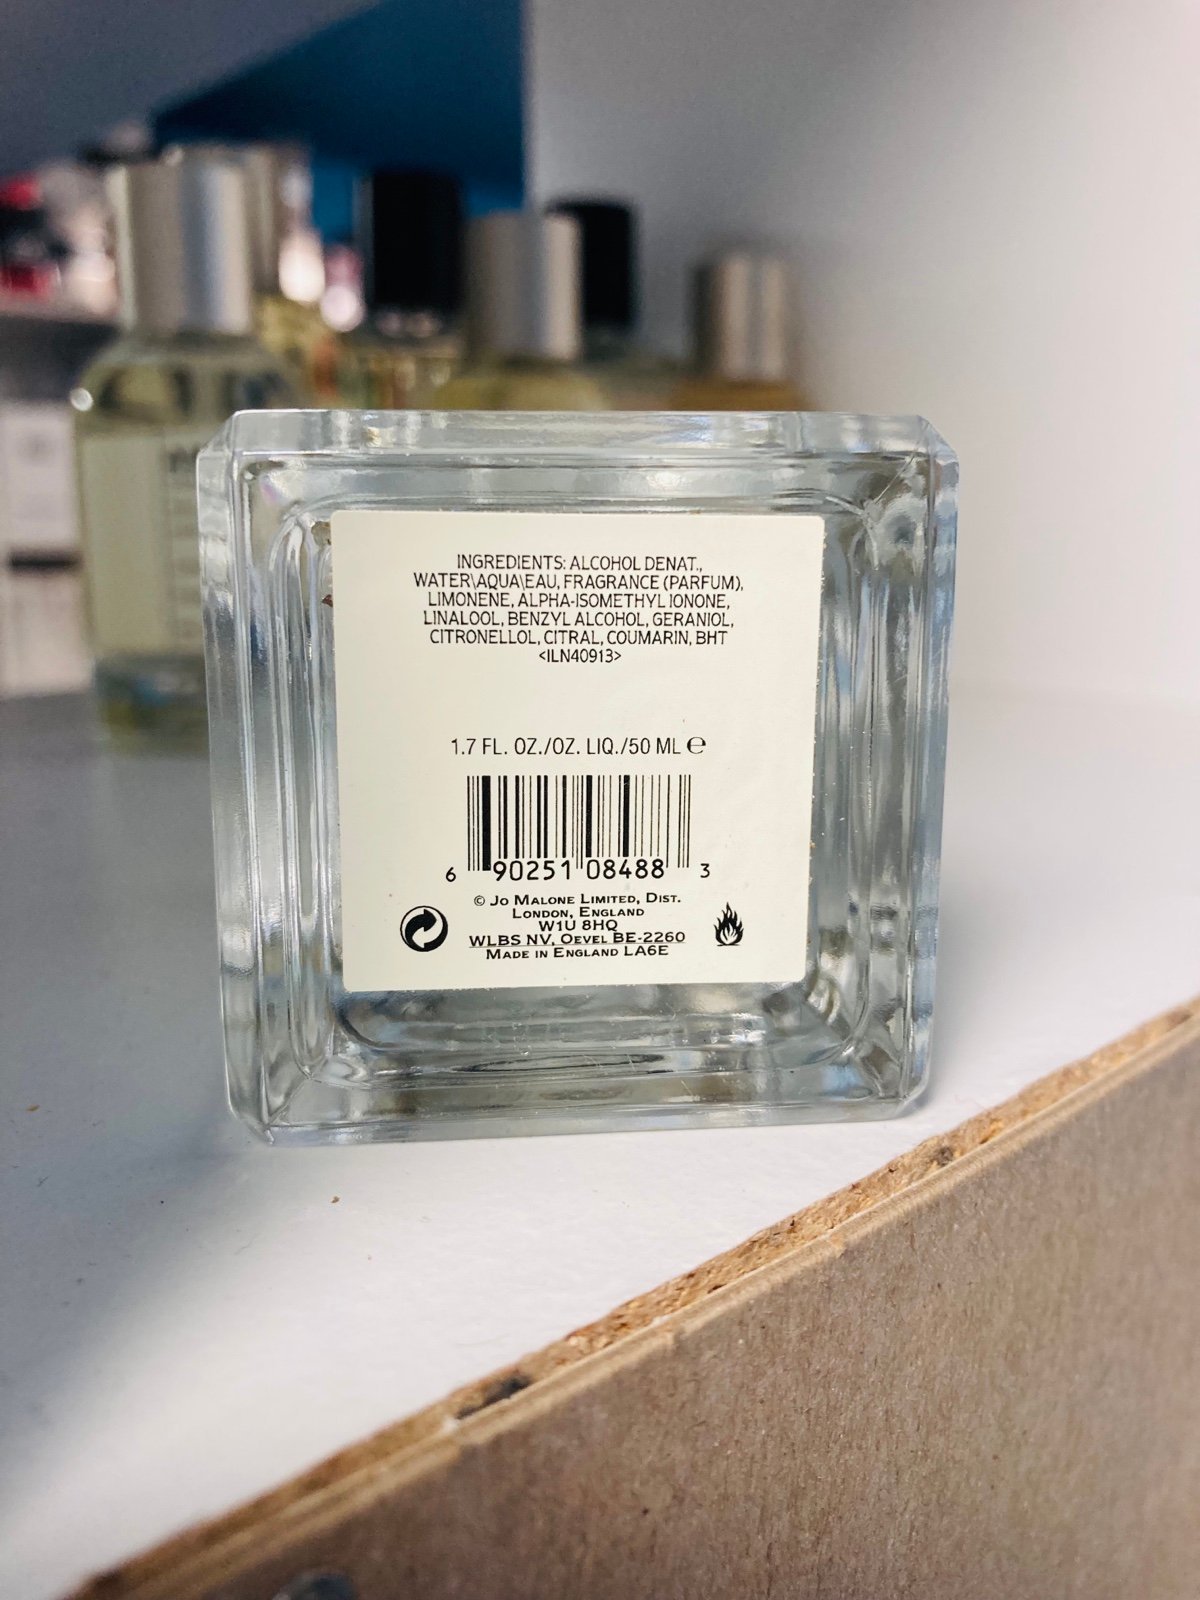 INGREDIENTS: ALCOHOL DENAT.,
WATER\AQUA\EAU, FRAGRANCE (PARFUM),
LIMONENE, ALPHA-ISOMETHYL IONONE,
LINALOOL, BENZYL ALCOHOL, GERANIOL,
CITRONELLOL, CITRAL, COUMARIN, BHT
<ILN40913>
1.7 FL. OZ./OZ. LIQ./50 ML ℮
6 90251 08488 3
© JO MALONE LIMITED, DIST.
LONDON, ENGLAND
W1U 8HQ
WLBS NV, OEVEL BE-2260
MADE IN ENGLAND LA6E